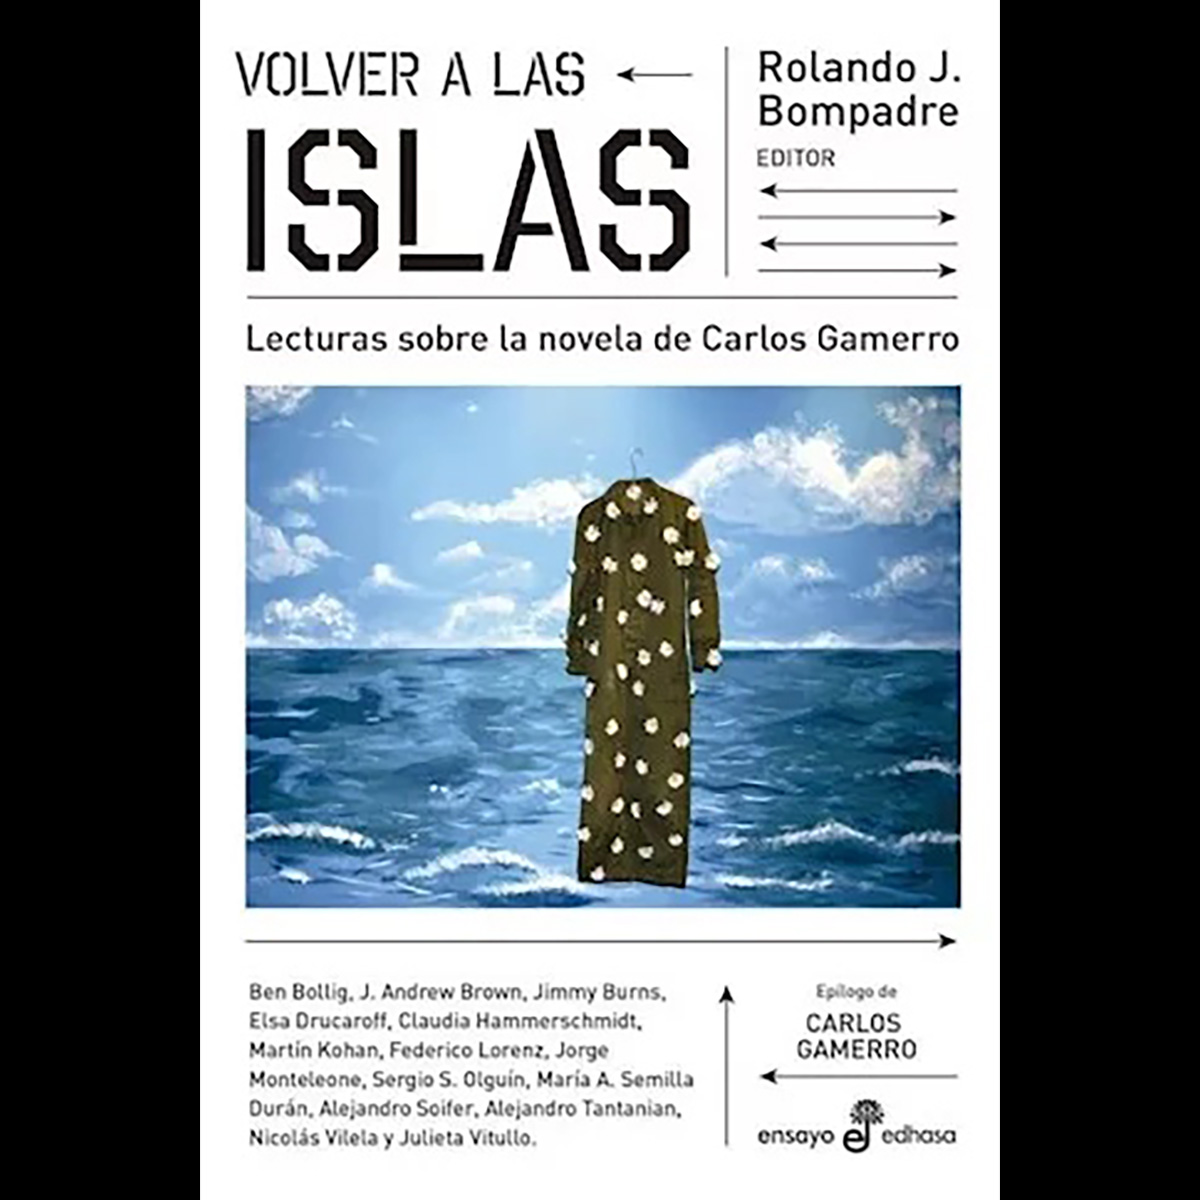 VOLVER A LAS
ISLAS
Rolando J.
Bompadre
EDITOR
Lecturas sobre la novela de Carlos Gamerro
Ben Bollig, J. Andrew Brown, Jimmy Burns,
Elsa Drucaroff, Claudia Hammerschmidt,
Martín Kohan, Federico Lorenz, Jorge
Monteleone, Sergio S. Olguín, María A. Semilla
Durán, Alejandro Soifer, Alejandro Tantanian,
Nicolás Vilela y Julieta Vitullo.
Epílogo de
CARLOS
GAMERRO
ensayo edhasa